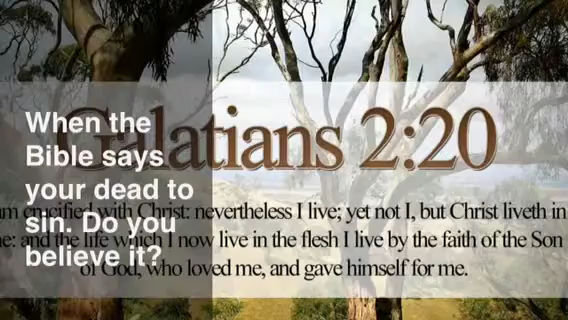 Galatians 2:20
When the
Bible says
your dead to
sin. Do you
believe it?
am crucified with Christ: nevertheless I live; yet not I, but Christ liveth in
and the life which I now live in the flesh I live by the faith of the Son
of God, who loved me, and gave himself for me.